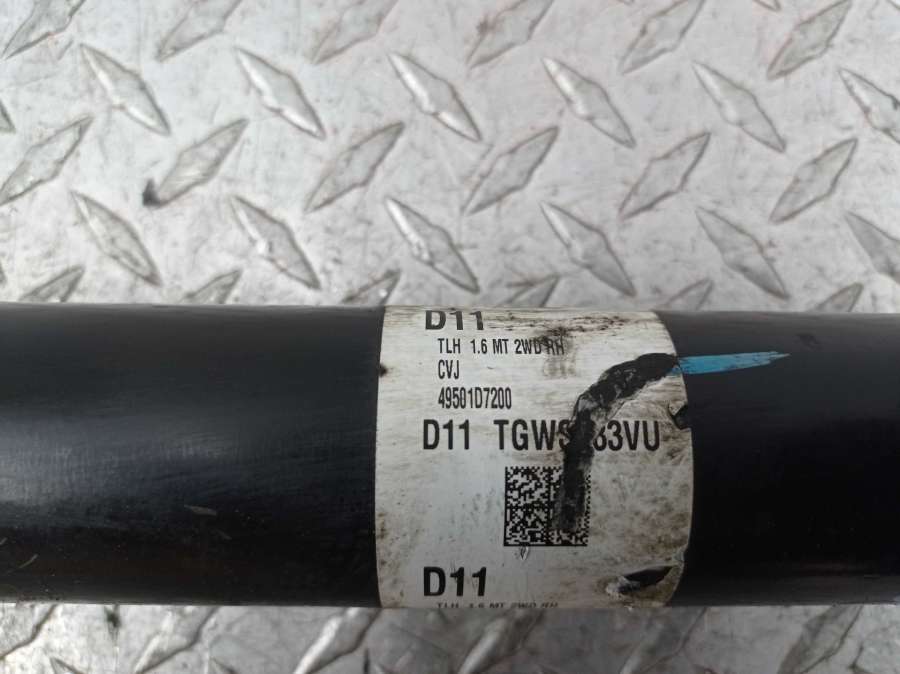 D11
TLH 1.6 MT 2WD RH
CVJ
49501D7200
D11
D11
TLH 1.6 MT 2WD RH